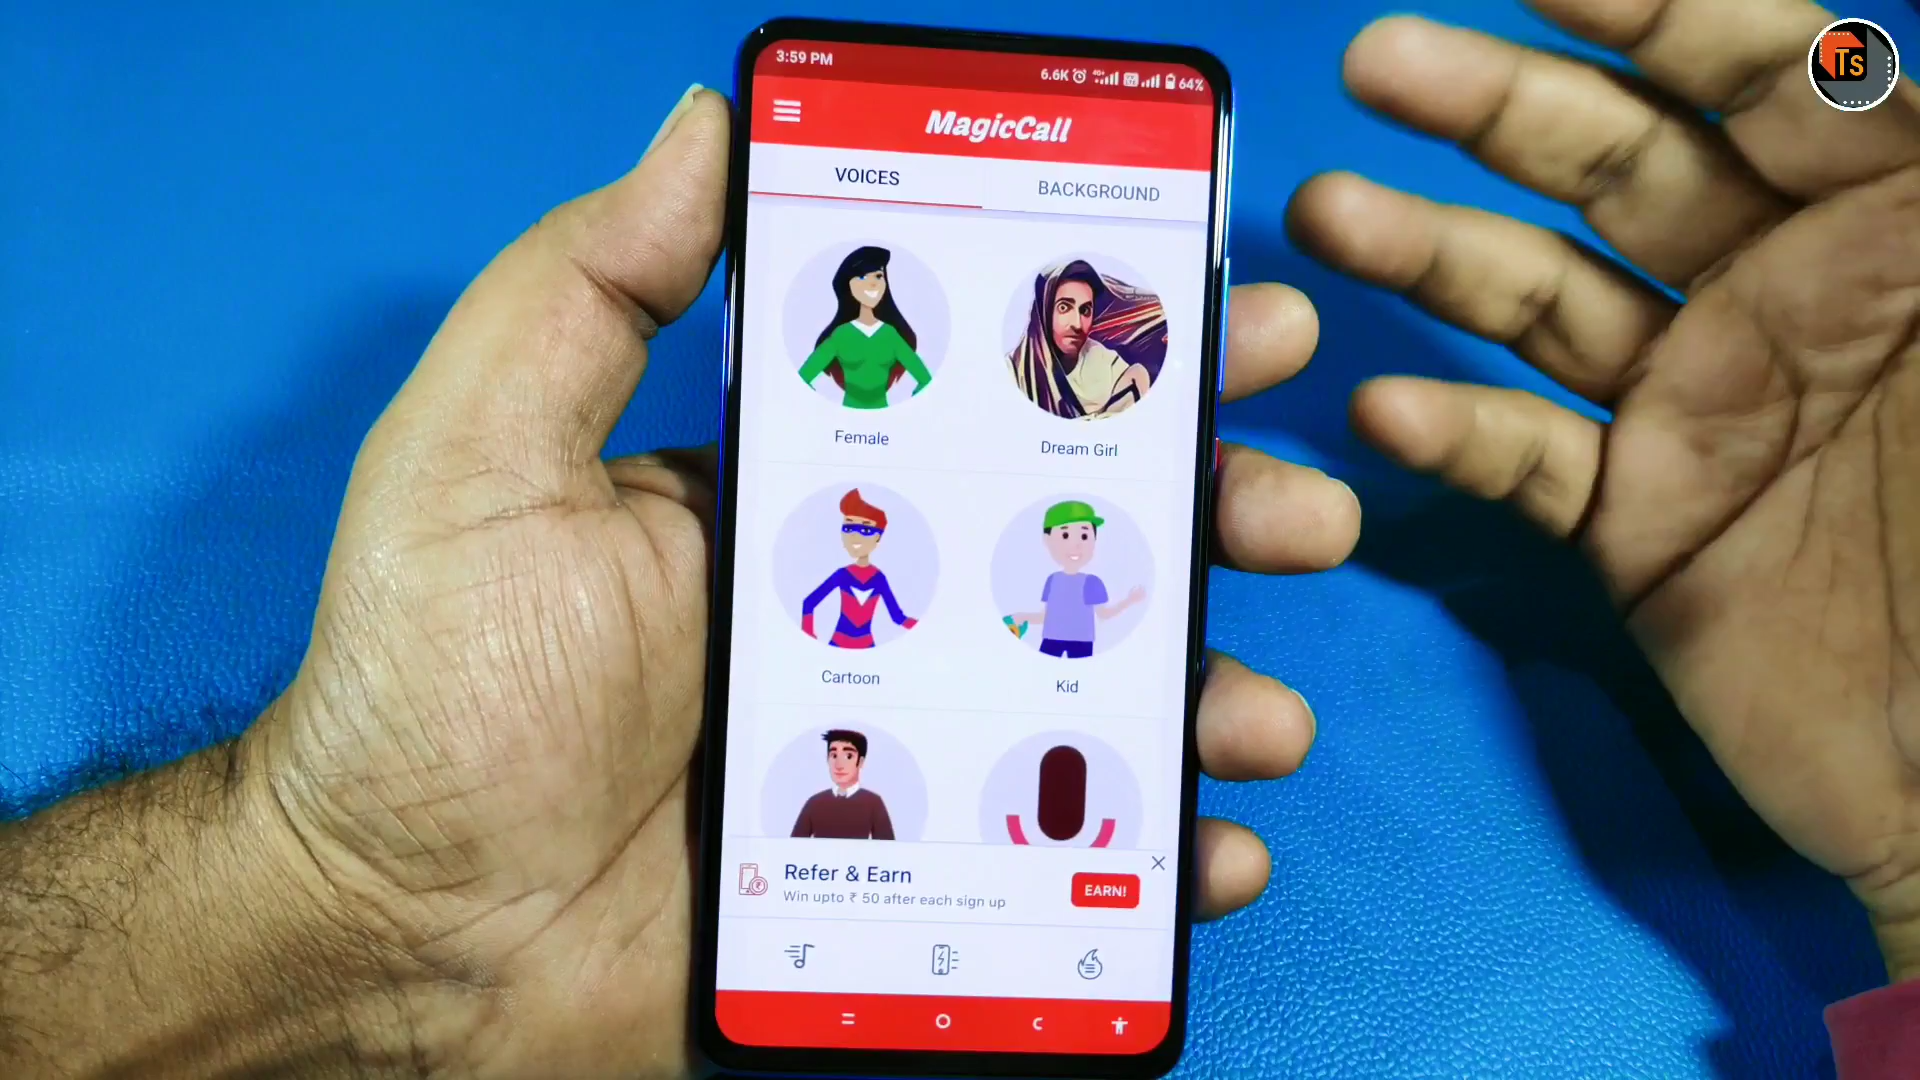 Ts
3:59 PM
6.6K 4G+ 64%
MagicCall
VOICES
BACKGROUND
Female
Dream Girl
Cartoon
Kid
Refer & Earn
Win upto ₹ 50 after each sign up
EARN!